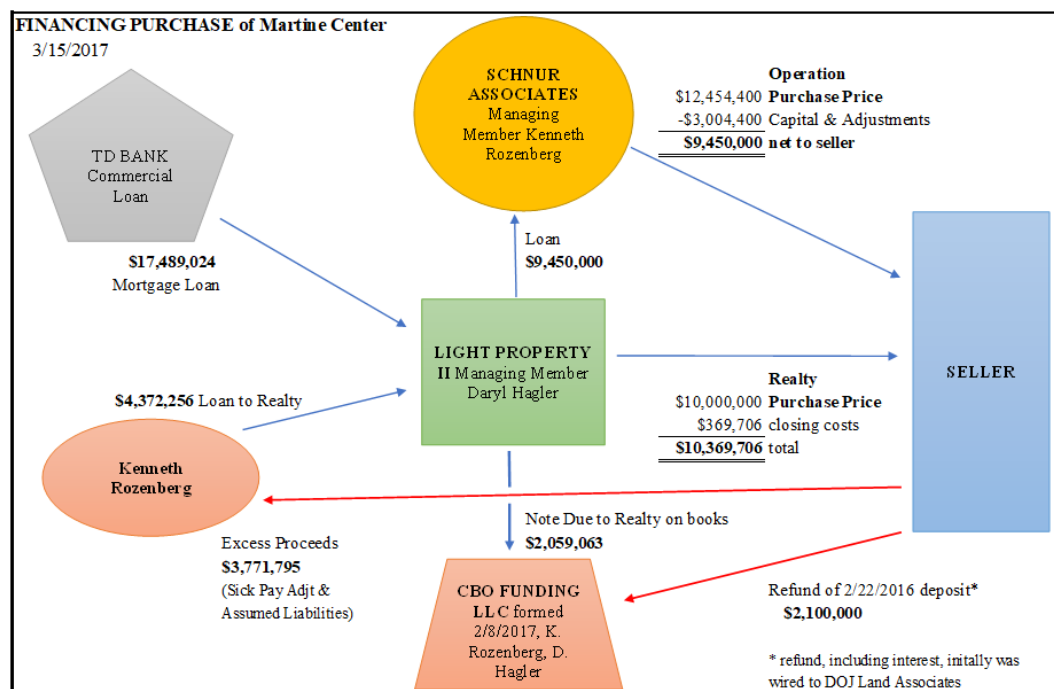 FINANCING PURCHASE of Martine Center
3/15/2017
TD BANK
Commercial
Loan
$17,489,024
Mortgage Loan
SCHNUR
ASSOCIATES
Managing
Member Kenneth
Rozenberg
Operation
$12,454,400 Purchase Price
-$3,004,400 Capital & Adjustments
$9,450,000 net to seller
Loan
$9,450,000
LIGHT PROPERTY
II Managing Member
Daryl Hagler
SELLER
Realty
$10,000,000 Purchase Price
$369,706 closing costs
$10,369,706 total
$4,372,256 Loan to Realty
Kenneth
Rozenberg
Excess Proceeds
$3,771,795
(Sick Pay Adjt &
Assumed Liabilities)
Note Due to Realty on books
$2,059,063
CBO FUNDING
LLC formed
2/8/2017, K.
Rozenberg, D.
Hagler
Refund of 2/22/2016 deposit*
$2,100,000
* refund, including interest, initally was
wired to DOJ Land Associates